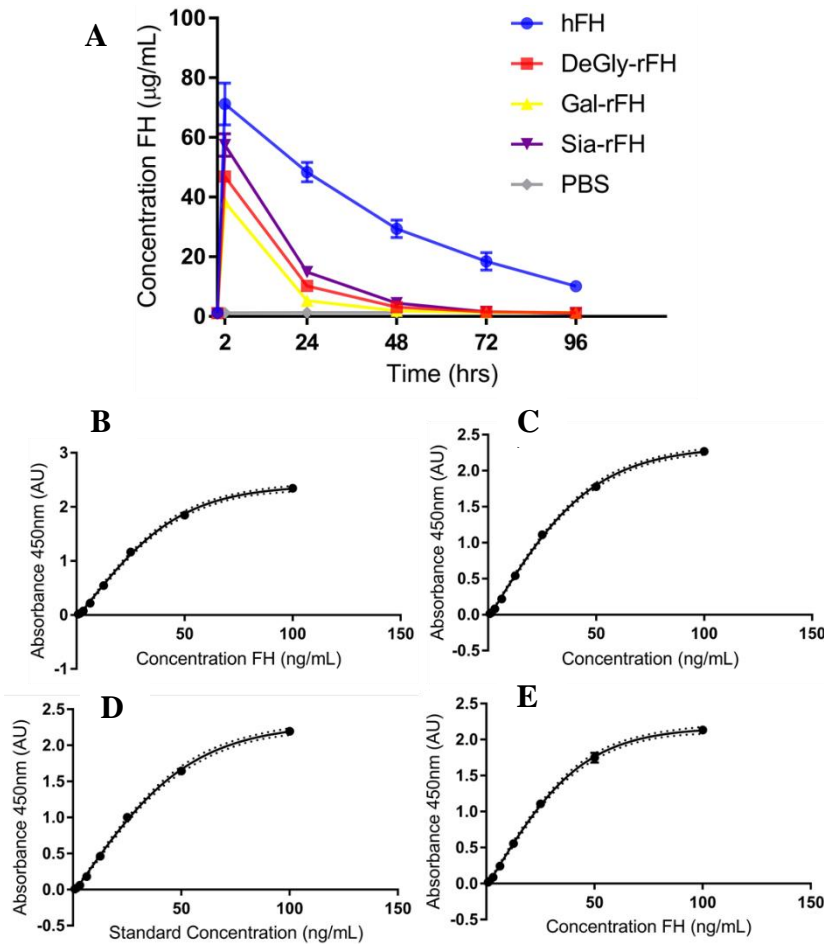 A
Concentration FH (µg/mL)
100
80
60
40
20
0
2
24
48
72
96
Time (hrs)
hFH
DeGly-rFH
Gal-rFH
Sia-rFH
PBS
B
Absorbance 450nm (AU)
3
2
1
0
-1
50
100
150
Concentration FH (ng/mL)
C
Absorbance 450nm (AU)
2.5
2.0
1.5
1.0
0.5
0.0
-0.5
50
100
150
Concentration (ng/mL)
D
Absorbance 450nm (AU)
2.5
2.0
1.5
1.0
0.5
0.0
-0.5
50
100
150
Standard Concentration (ng/mL)
E
Absorbance 450nm (AU)
2.5
2.0
1.5
1.0
0.5
0.0
-0.5
50
100
150
Concentration FH (ng/mL)